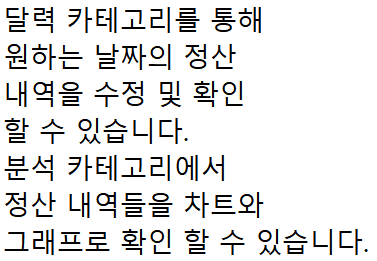 달력 카테고리를 통해
원하는 날짜의 정산
내역을 수정 및 확인
할 수 있습니다.
분석 카테고리에서
정산 내역들을 차트와
그래프로 확인 할 수 있습니다.